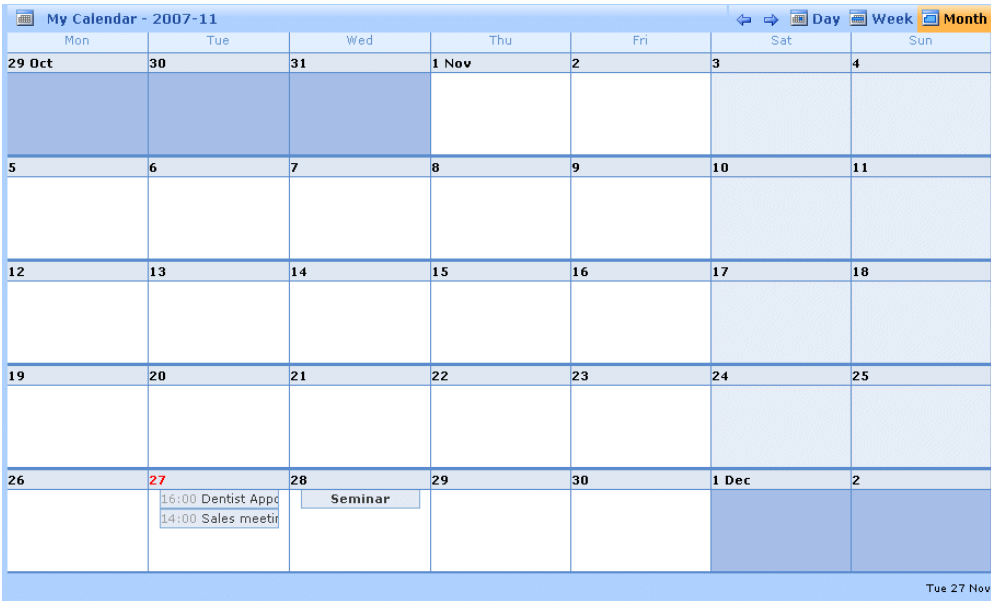 My Calendar - 2007-11 Day Week Month
Mon Tue Wed Thu Fri Sat Sun
29 Oct 30 31 1 Nov 2 3 4
5 6 7 8 9 10 11
12 13 14 15 16 17 18
19 20 21 22 23 24 25
26 27 28 29 30 1 Dec 2
16:00 Dentist Appo Seminar
14:00 Sales meetin
Tue 27 Nov